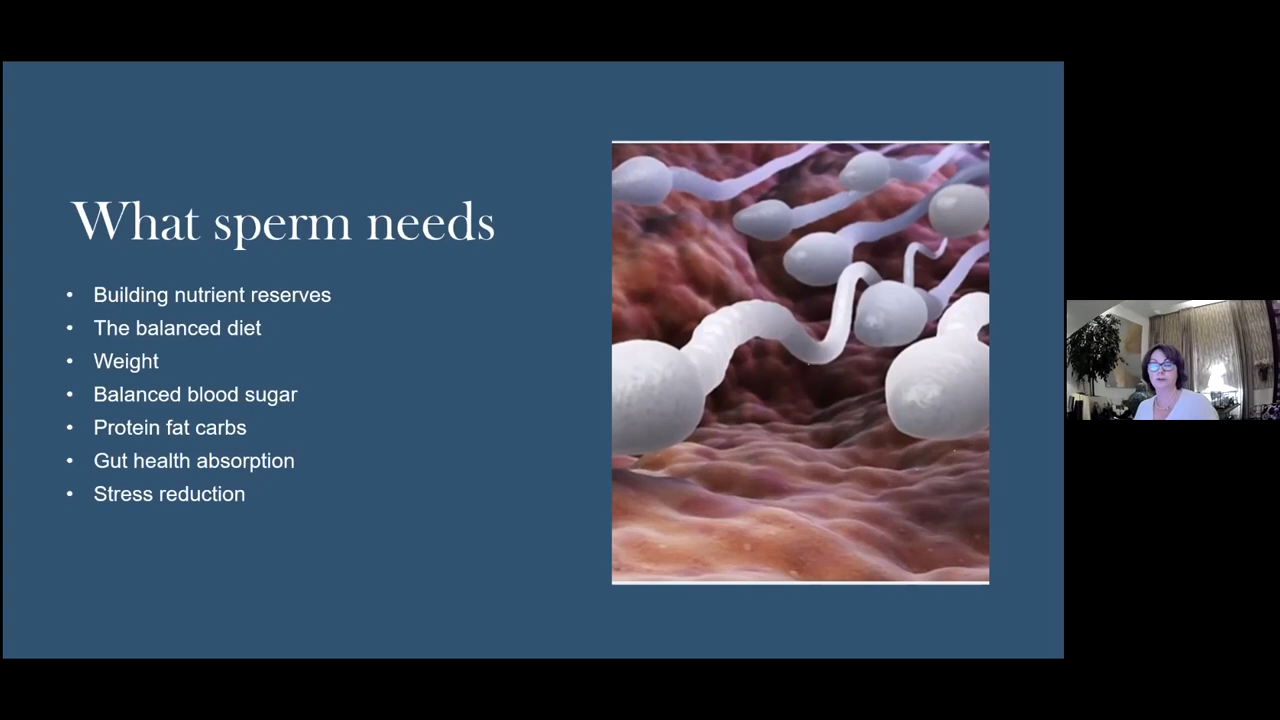 What sperm needs
• Building nutrient reserves
• The balanced diet
• Weight
• Balanced blood sugar
• Protein fat carbs
• Gut health absorption
• Stress reduction